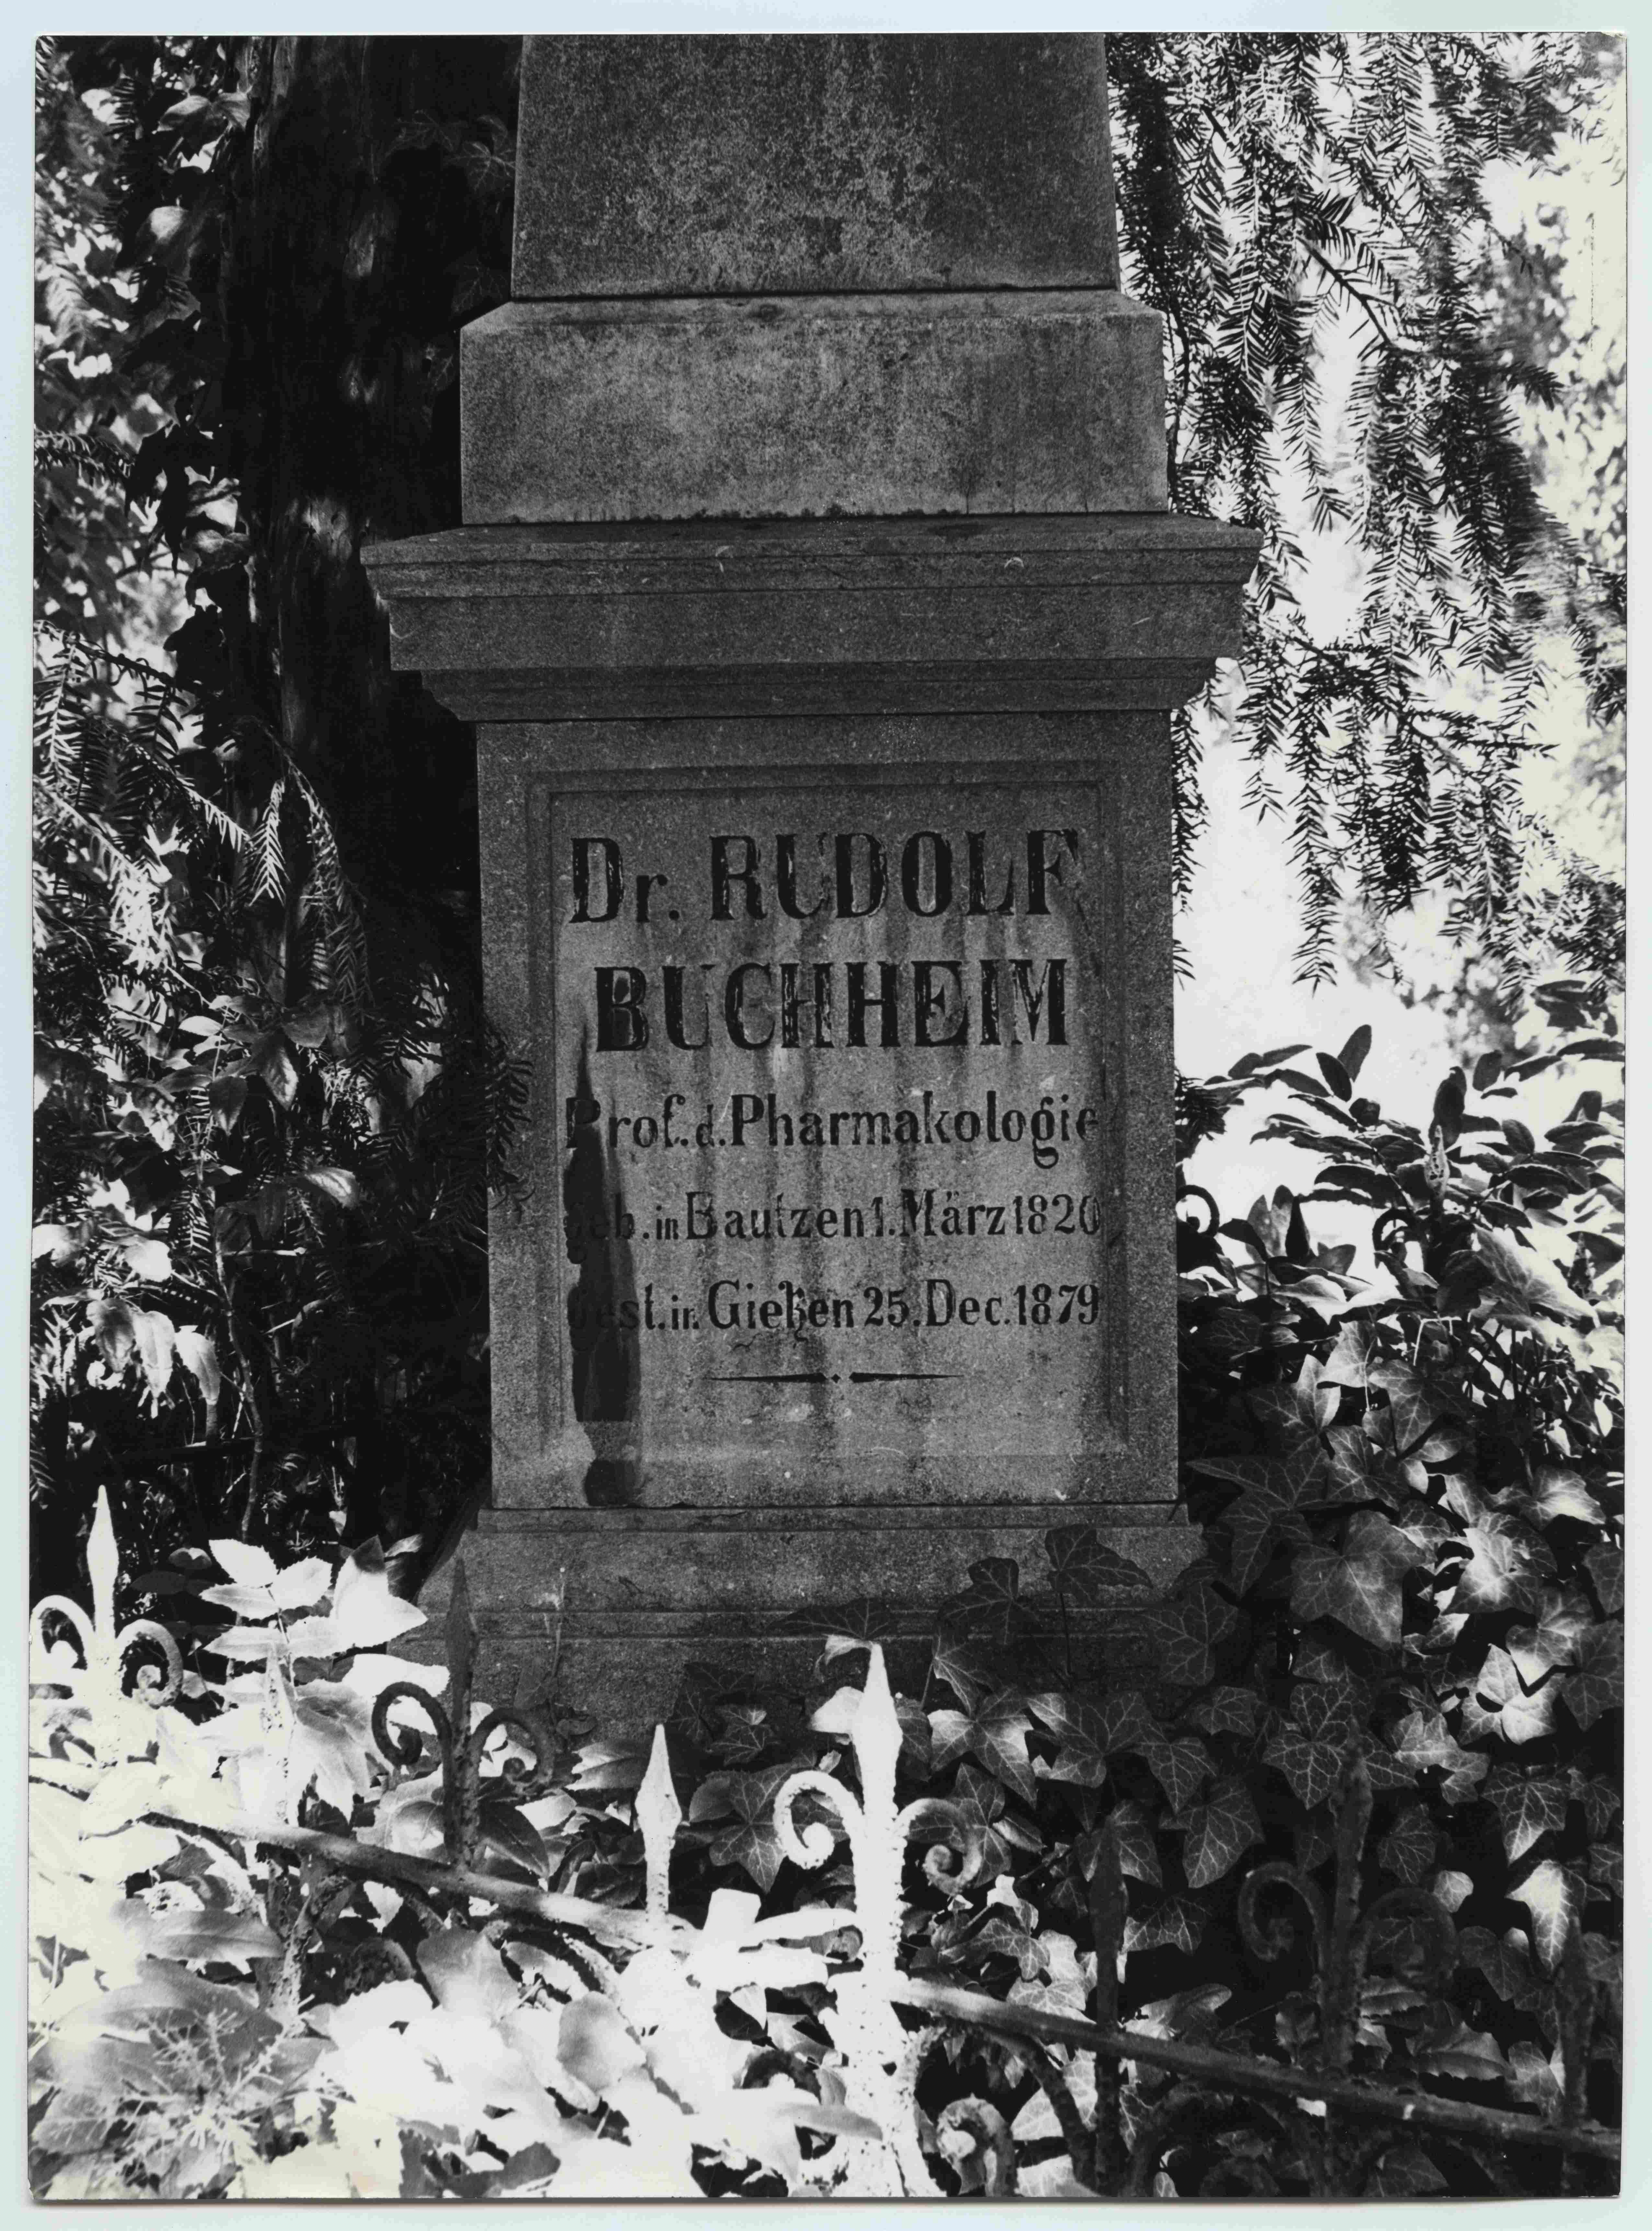 Dr. RUDOLF
BUCHHEIM
Prof. d. Pharmakologie
geb. in Bautzen 1. März 1820
gest. in Gießen 25. Dec. 1879